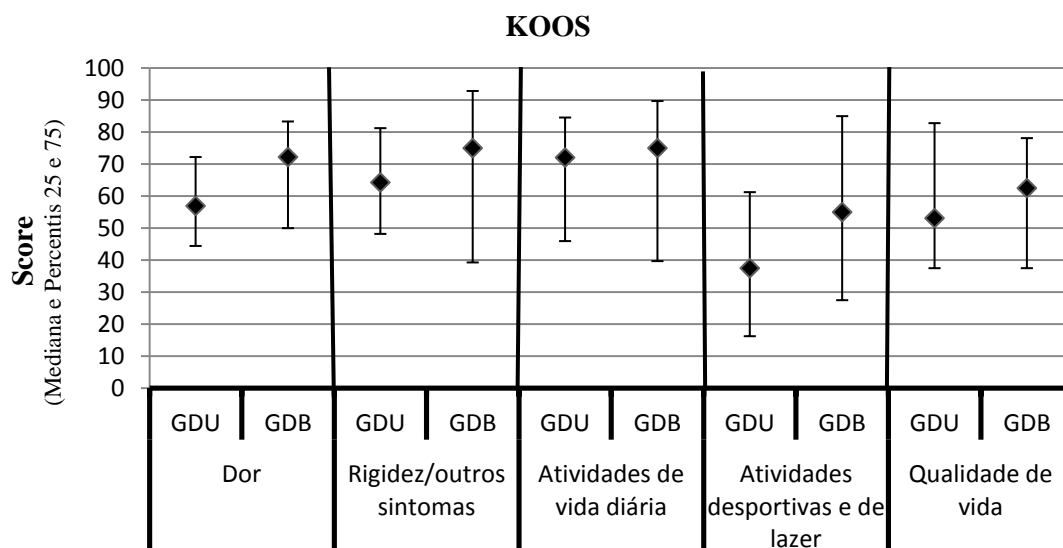 KOOS
Score
(Mediana e Percentis 25 e 75)
100
90
80
70
60
50
40
30
20
10
0
GDU GDB GDU GDB GDU GDB GDU GDB GDU GDB
Dor
Rigidez/outros
sintomas
Atividades de
vida diária
Atividades
desportivas e de
lazer
Qualidade de
vida